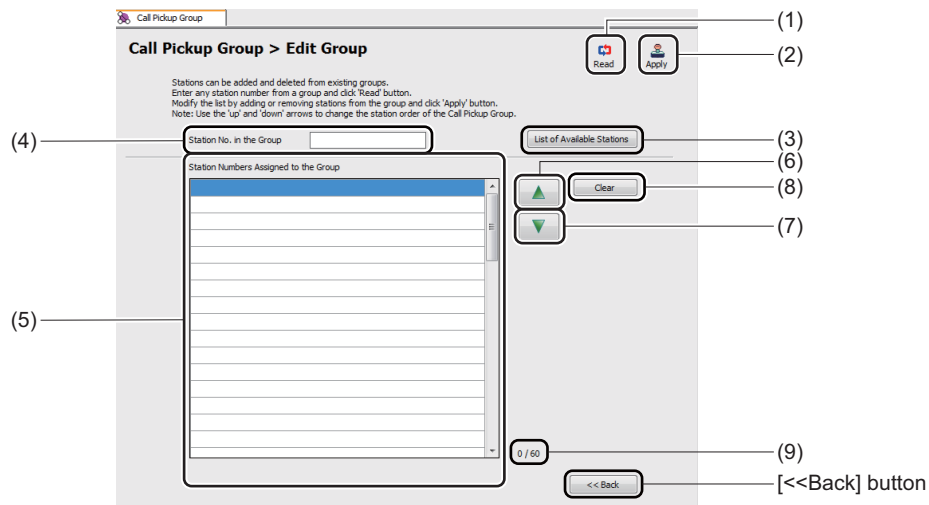 Call Pickup Group
(1)
Call Pickup Group > Edit Group
Read
Apply
(2)
Stations can be added and deleted from existing groups.
Enter any station number from a group and click 'Read' button.
Modify the list by adding or removing stations from the group and click 'Apply' button.
Note: Use the 'up' and 'down' arrows to change the station order of the Call Pickup Group.
(4)
Station No. in the Group
List of Available Stations
(3)
(6)
Station Numbers Assigned to the Group
Clear
(8)
(7)
(5)
0 / 60
(9)
<< Back
[<<Back] button